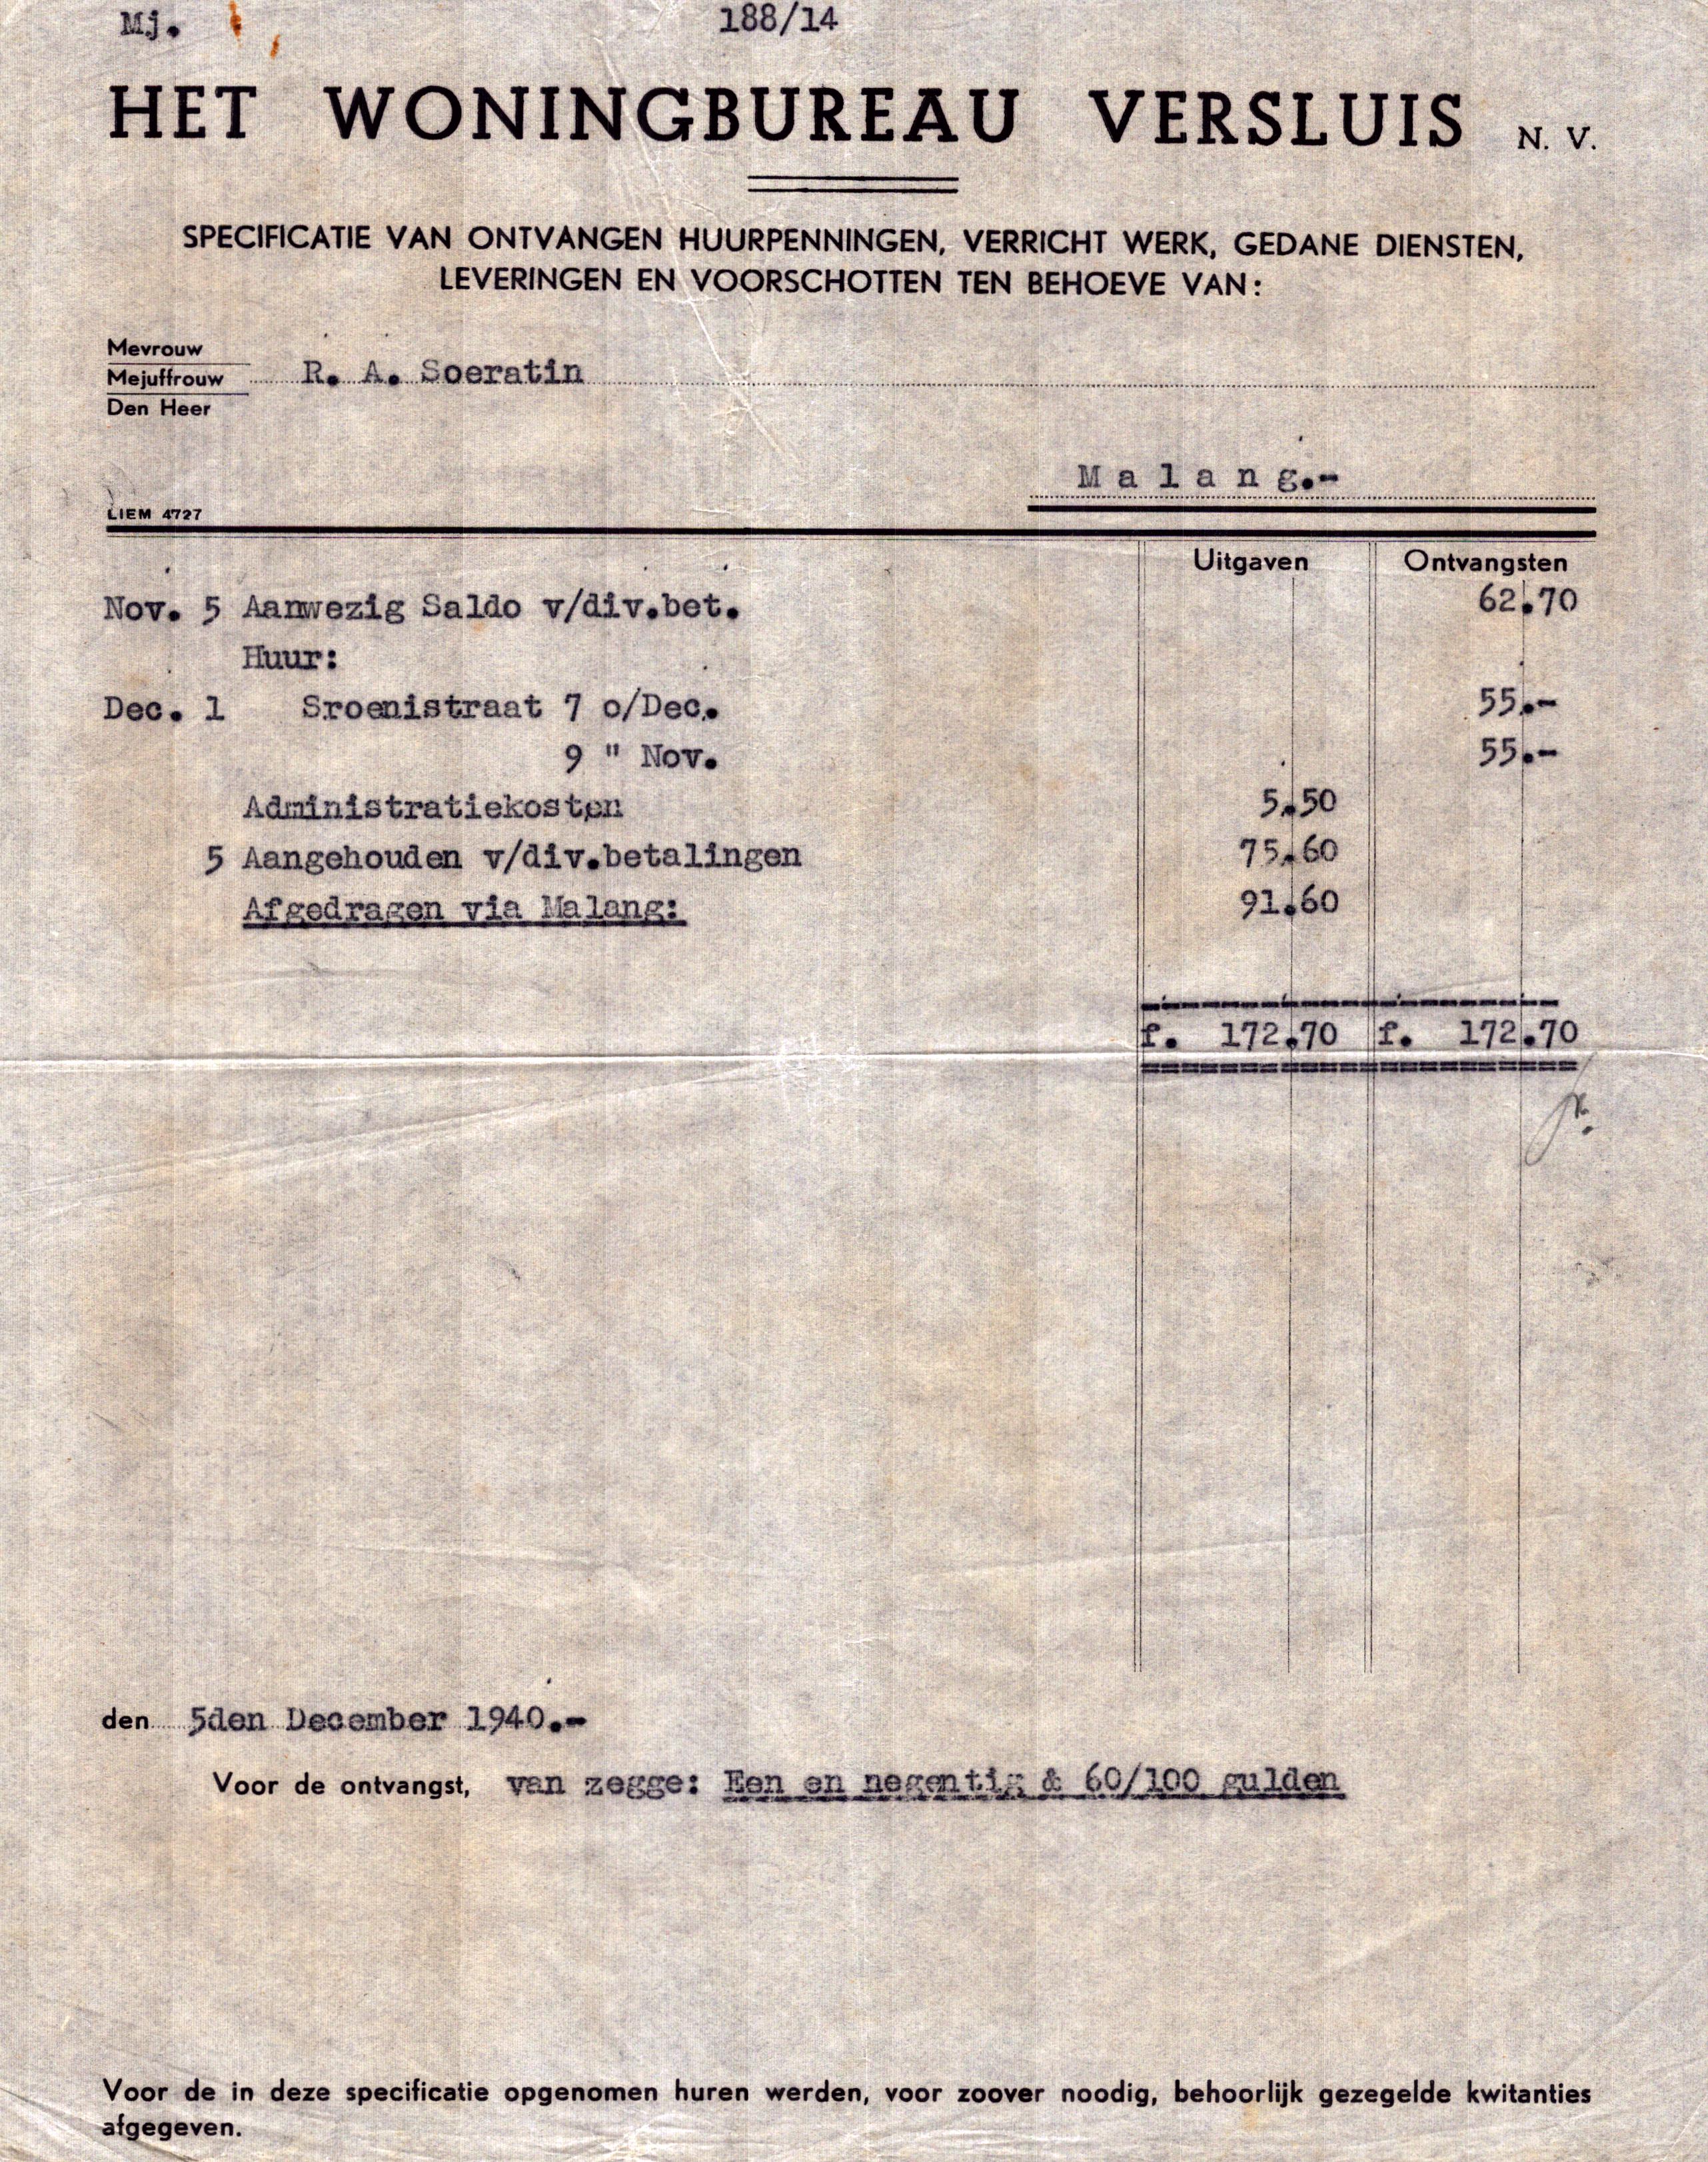 Mj. 188/14
HET WONINGBUREAU VERSLUIS N. V.
SPECIFICATIE VAN ONTVANGEN HUURPENNINGEN, VERRICHT WERK, GEDANE DIENSTEN,
LEVERINGEN EN VOORSCHOTTEN TEN BEHOEVE VAN:
Mevrouw
Mejuffrouw R. A. Soeratin
Den Heer
Malang.-
LIEM 4727
Uitgaven Ontvangsten
Nov. 5 Aanwezig Saldo v/div.bet. 62.70
Huur:
Dec. 1 Sroenistraat 7 o/Dec. 55.-
9 " Nov. 55.-
Administratiekosten 5.50
5 Aangehouden v/div.betalingen 75.60
Afgedragen via Malang: 91.60
f. 172.70 f. 172.70
den 5den December 1940.-
Voor de ontvangst, van zegge: Een en negentig & 60/100 gulden
Voor de in deze specificatie opgenomen huren werden, voor zoover noodig, behoorlijk gezegelde kwitanties
afgegeven.